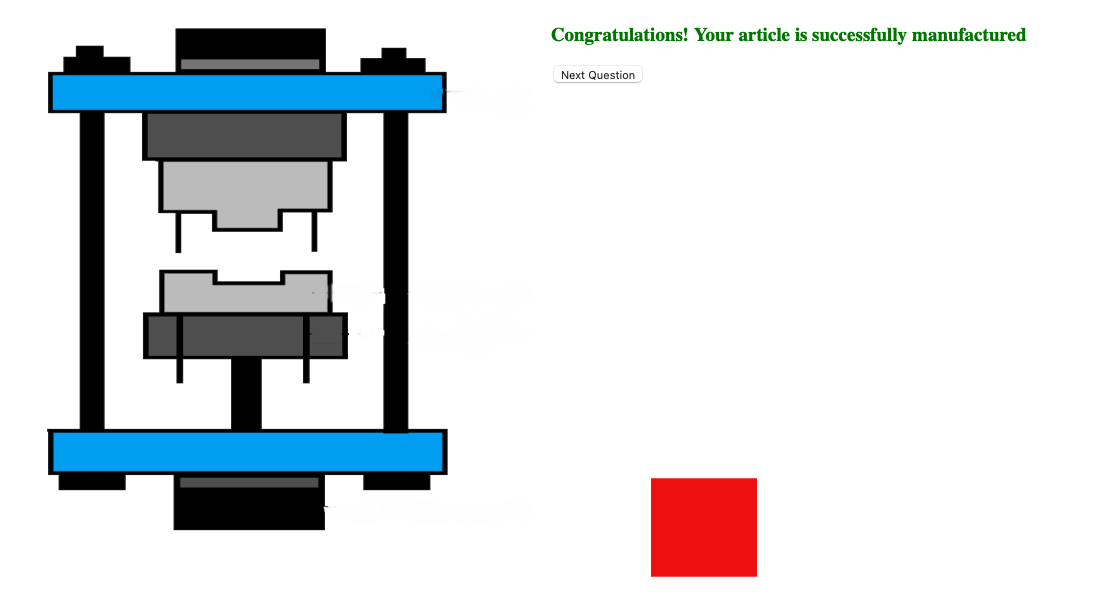 Congratulations! Your article is successfully manufactured
Next Question